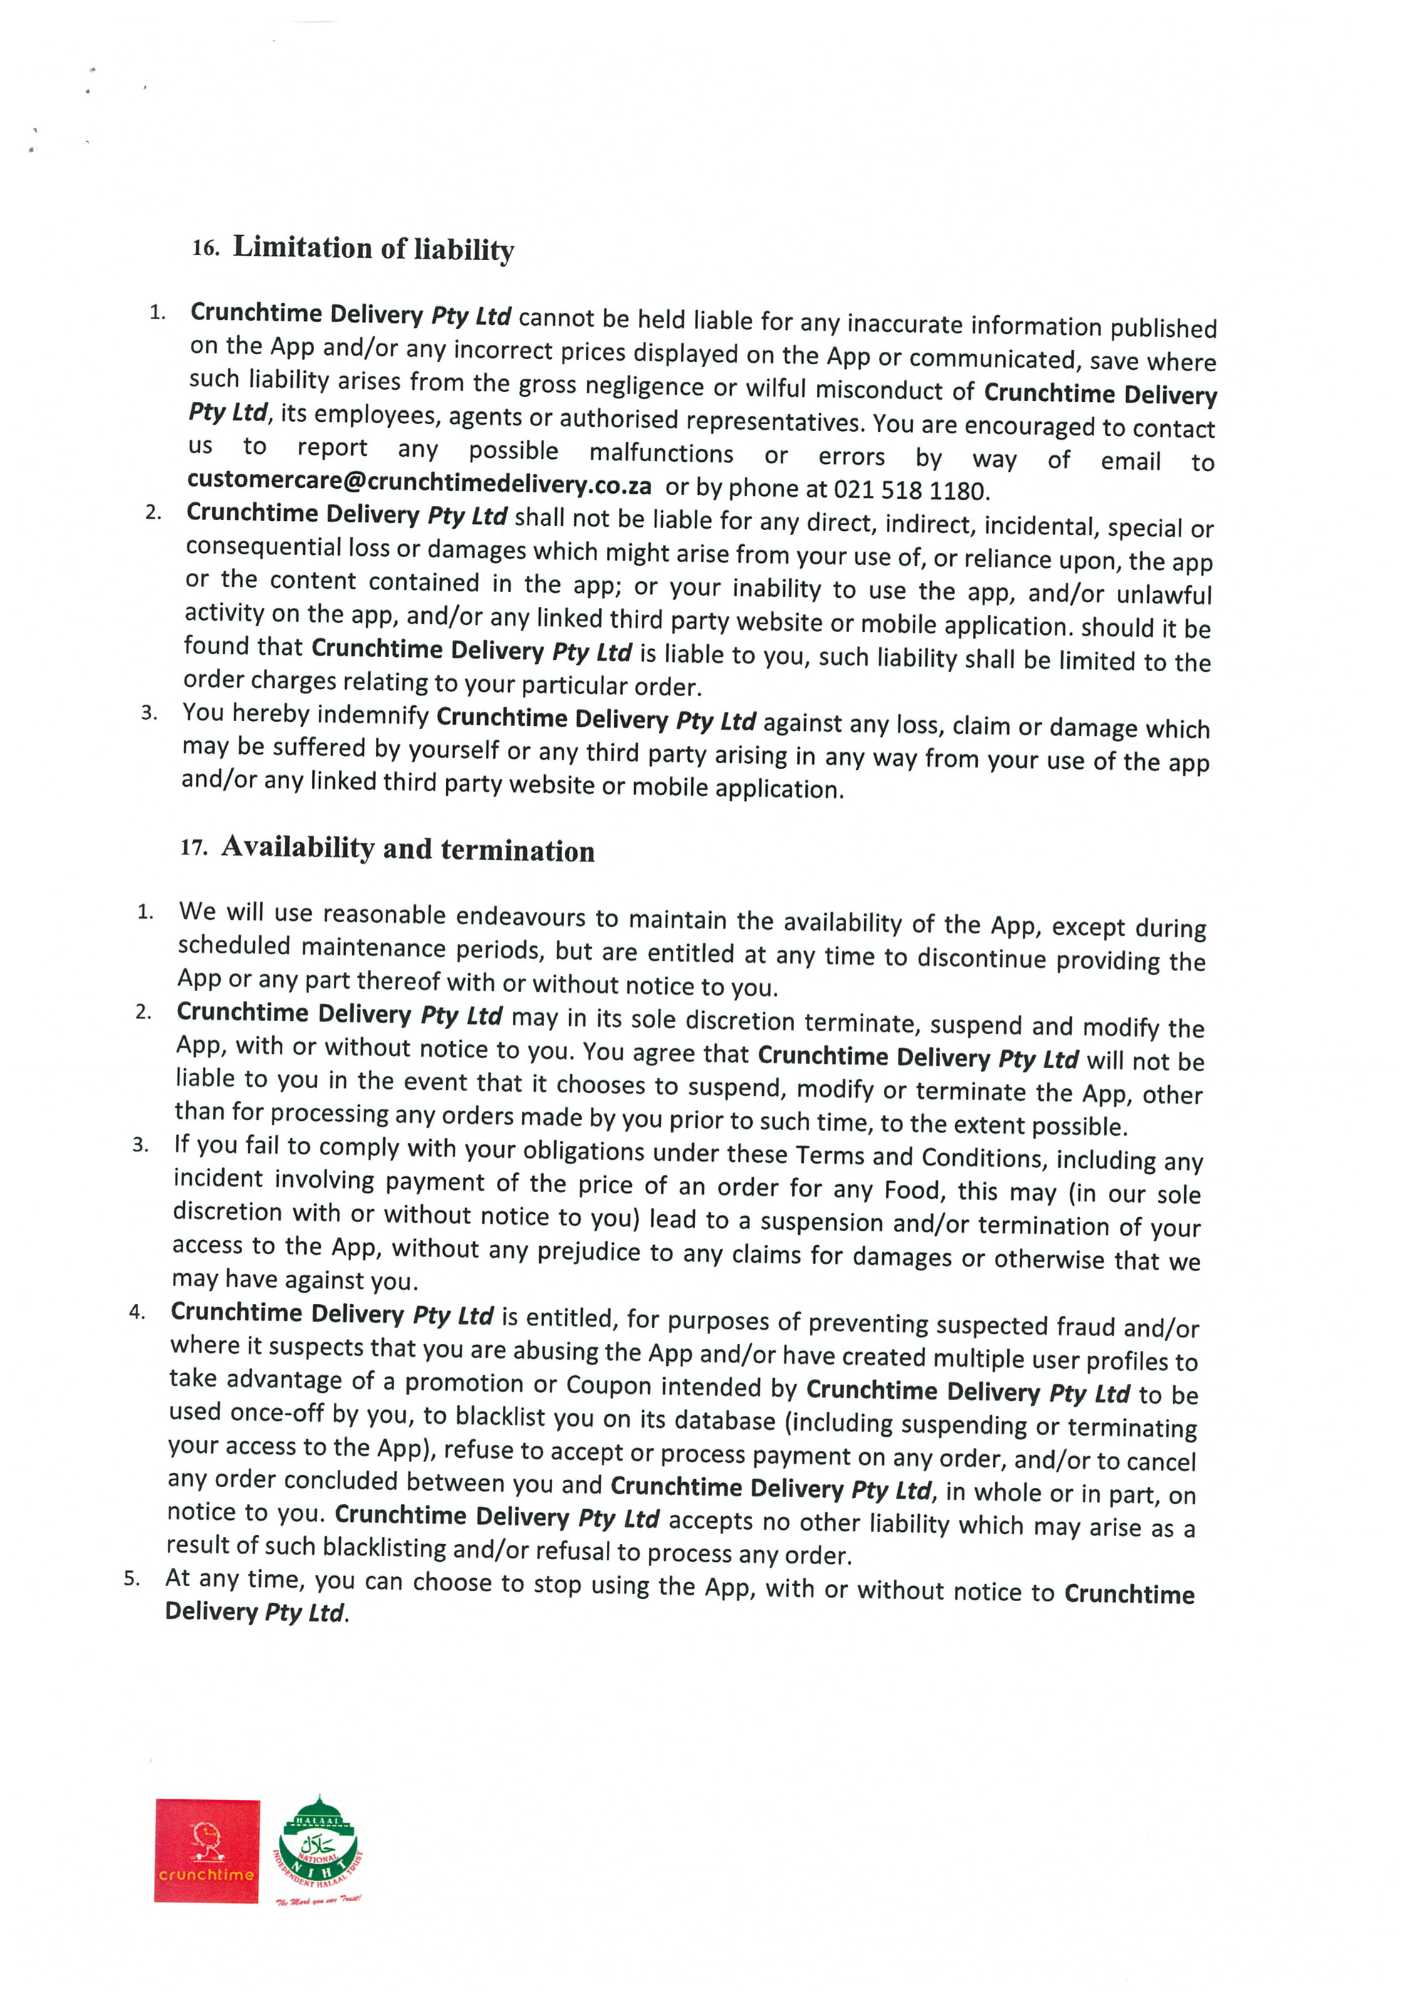 16. Limitation of liability
1. Crunchtime Delivery Pty Ltd cannot be held liable for any inaccurate information published
on the App and/or any incorrect prices displayed on the App or communicated, save where
such liability arises from the gross negligence or wilful misconduct of Crunchtime Delivery
Pty Ltd, its employees, agents or authorised representatives. You are encouraged to contact
us to report any possible malfunctions or errors by way of email to
customercare@crunchtimedelivery.co.za or by phone at 021 518 1180.
2. Crunchtime Delivery Pty Ltd shall not be liable for any direct, indirect, incidental, special or
consequential loss or damages which might arise from your use of, or reliance upon, the app
or the content contained in the app; or your inability to use the app, and/or unlawful
activity on the app, and/or any linked third party website or mobile application. should it be
found that Crunchtime Delivery Pty Ltd is liable to you, such liability shall be limited to the
order charges relating to your particular order.
3. You hereby indemnify Crunchtime Delivery Pty Ltd against any loss, claim or damage which
may be suffered by yourself or any third party arising in any way from your use of the app
and/or any linked third party website or mobile application.
17. Availability and termination
1. We will use reasonable endeavours to maintain the availability of the App, except during
scheduled maintenance periods, but are entitled at any time to discontinue providing the
App or any part thereof with or without notice to you.
2. Crunchtime Delivery Pty Ltd may in its sole discretion terminate, suspend and modify the
App, with or without notice to you. You agree that Crunchtime Delivery Pty Ltd will not be
liable to you in the event that it chooses to suspend, modify or terminate the App, other
than for processing any orders made by you prior to such time, to the extent possible.
3. If you fail to comply with your obligations under these Terms and Conditions, including any
incident involving payment of the price of an order for any Food, this may (in our sole
discretion with or without notice to you) lead to a suspension and/or termination of your
access to the App, without any prejudice to any claims for damages or otherwise that we
may have against you.
4. Crunchtime Delivery Pty Ltd is entitled, for purposes of preventing suspected fraud and/or
where it suspects that you are abusing the App and/or have created multiple user profiles to
take advantage of a promotion or Coupon intended by Crunchtime Delivery Pty Ltd to be
used once-off by you, to blacklist you on its database (including suspending or terminating
your access to the App), refuse to accept or process payment on any order, and/or to cancel
any order concluded between you and Crunchtime Delivery Pty Ltd, in whole or in part, on
notice to you. Crunchtime Delivery Pty Ltd accepts no other liability which may arise as a
result of such blacklisting and/or refusal to process any order.
5. At any time, you can choose to stop using the App, with or without notice to Crunchtime
Delivery Pty Ltd.
crunchtime
HALAAL
حلال
NATIONAL
NIHT
INDEPENDENT HALAAL TRUST
The Mark you can Trust!